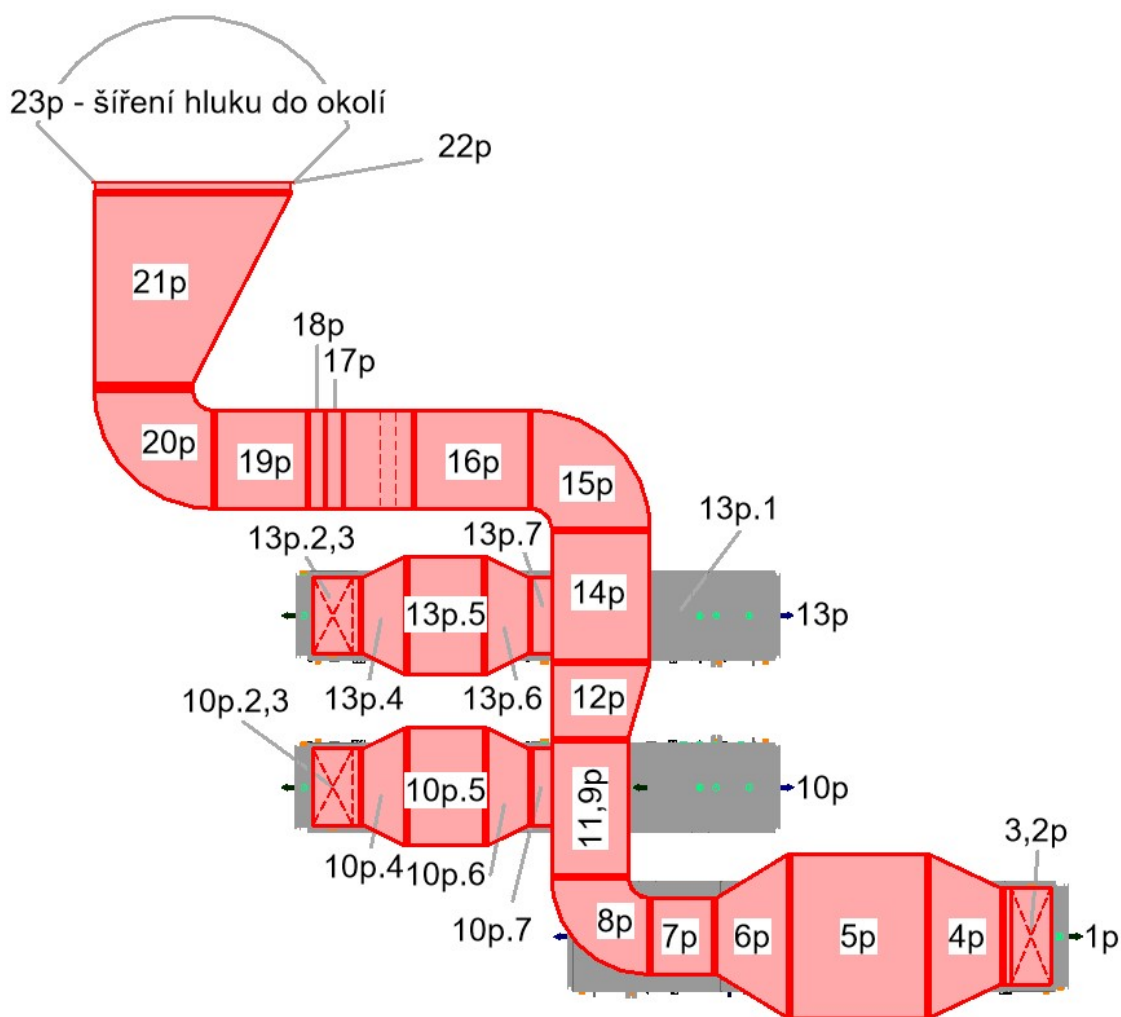 23p - šíření hluku do okolí
22p
21p
18p
17p
20p
19p
16p
15p
13p.2,3
13p.7
13p.1
14p
13p.5
13p
10p.2,3
13p.4
13p.6
12p
10p.5
11,9p
10p
10p.4
10p.6
3,2p
10p.7
8p
7p
6p
5p
4p
1p